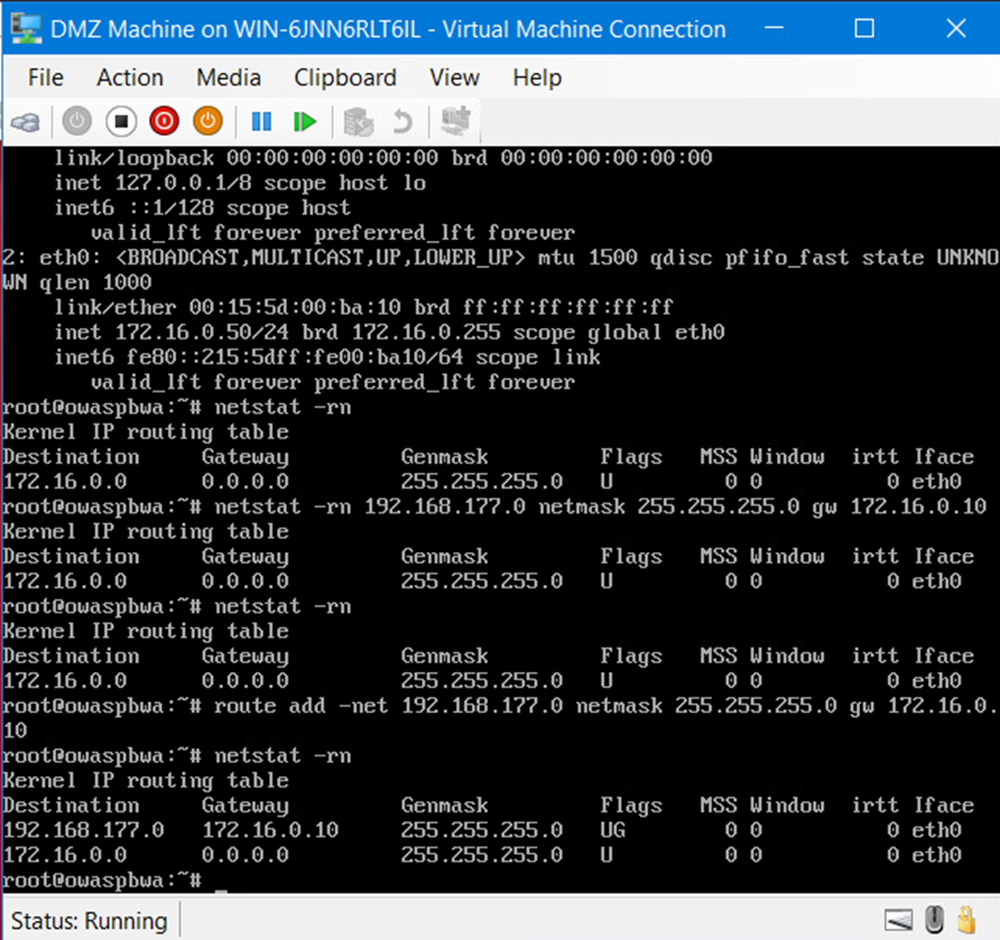 DMZ Machine on WIN-6JNN6RLT6IL - Virtual Machine Connection
File Action Media Clipboard View Help
link/loopback 00:00:00:00:00:00 brd 00:00:00:00:00:00
inet 127.0.0.1/8 scope host lo
inet6 ::1/128 scope host
valid_lft forever preferred_lft forever
2: eth0: <BROADCAST,MULTICAST,UP,LOWER_UP> mtu 1500 qdisc pfifo_fast state UNKNO
WN qlen 1000
link/ether 00:15:5d:00:ba:10 brd ff:ff:ff:ff:ff:ff
inet 172.16.0.50/24 brd 172.16.0.255 scope global eth0
inet6 fe80::215:5dff:fe00:ba10/64 scope link
valid_lft forever preferred_lft forever
root@owaspbwa:~# netstat -rn
Kernel IP routing table
Destination Gateway Genmask Flags MSS Window irtt Iface
172.16.0.0 0.0.0.0 255.255.255.0 U 0 0 0 eth0
root@owaspbwa:~# netstat -rn 192.168.177.0 netmask 255.255.255.0 gw 172.16.0.10
Kernel IP routing table
Destination Gateway Genmask Flags MSS Window irtt Iface
172.16.0.0 0.0.0.0 255.255.255.0 U 0 0 0 eth0
root@owaspbwa:~# netstat -rn
Kernel IP routing table
Destination Gateway Genmask Flags MSS Window irtt Iface
172.16.0.0 0.0.0.0 255.255.255.0 U 0 0 0 eth0
root@owaspbwa:~# route add -net 192.168.177.0 netmask 255.255.255.0 gw 172.16.0.
10
root@owaspbwa:~# netstat -rn
Kernel IP routing table
Destination Gateway Genmask Flags MSS Window irtt Iface
192.168.177.0 172.16.0.10 255.255.255.0 UG 0 0 0 eth0
172.16.0.0 0.0.0.0 255.255.255.0 U 0 0 0 eth0
root@owaspbwa:~# _
Status: Running